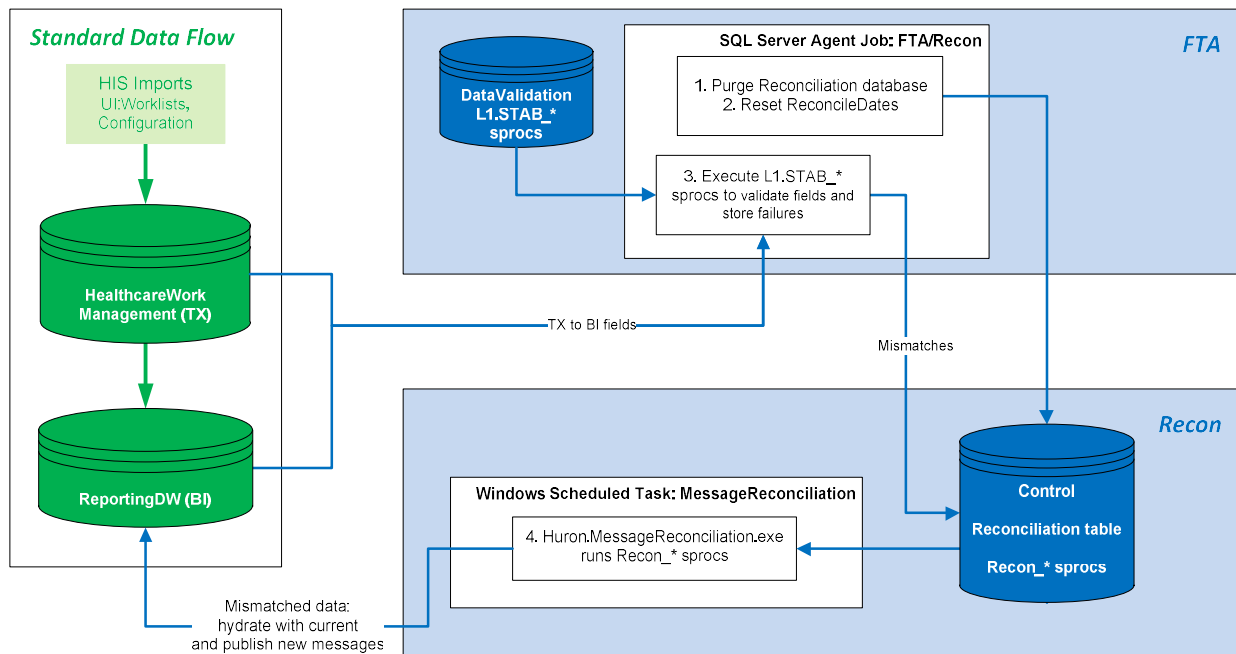 Standard Data Flow
HIS Imports
UI:Worklists,
Configuration
HealthcareWork
Management (TX)
ReportingDW (BI)
FTA
DataValidation
L1.STAB_*
sprocs
SQL Server Agent Job: FTA/Recon
1. Purge Reconciliation database
2. Reset ReconcileDates
3. Execute L1.STAB_*
sprocs to validate fields and
store failures
TX to BI fields
Mismatches
Recon
Control
Reconciliation table
Recon_* sprocs
Windows Scheduled Task: MessageReconciliation
4. Huron.MessageReconciliation.exe
runs Recon_* sprocs
Mismatched data:
hydrate with current
and publish new messages